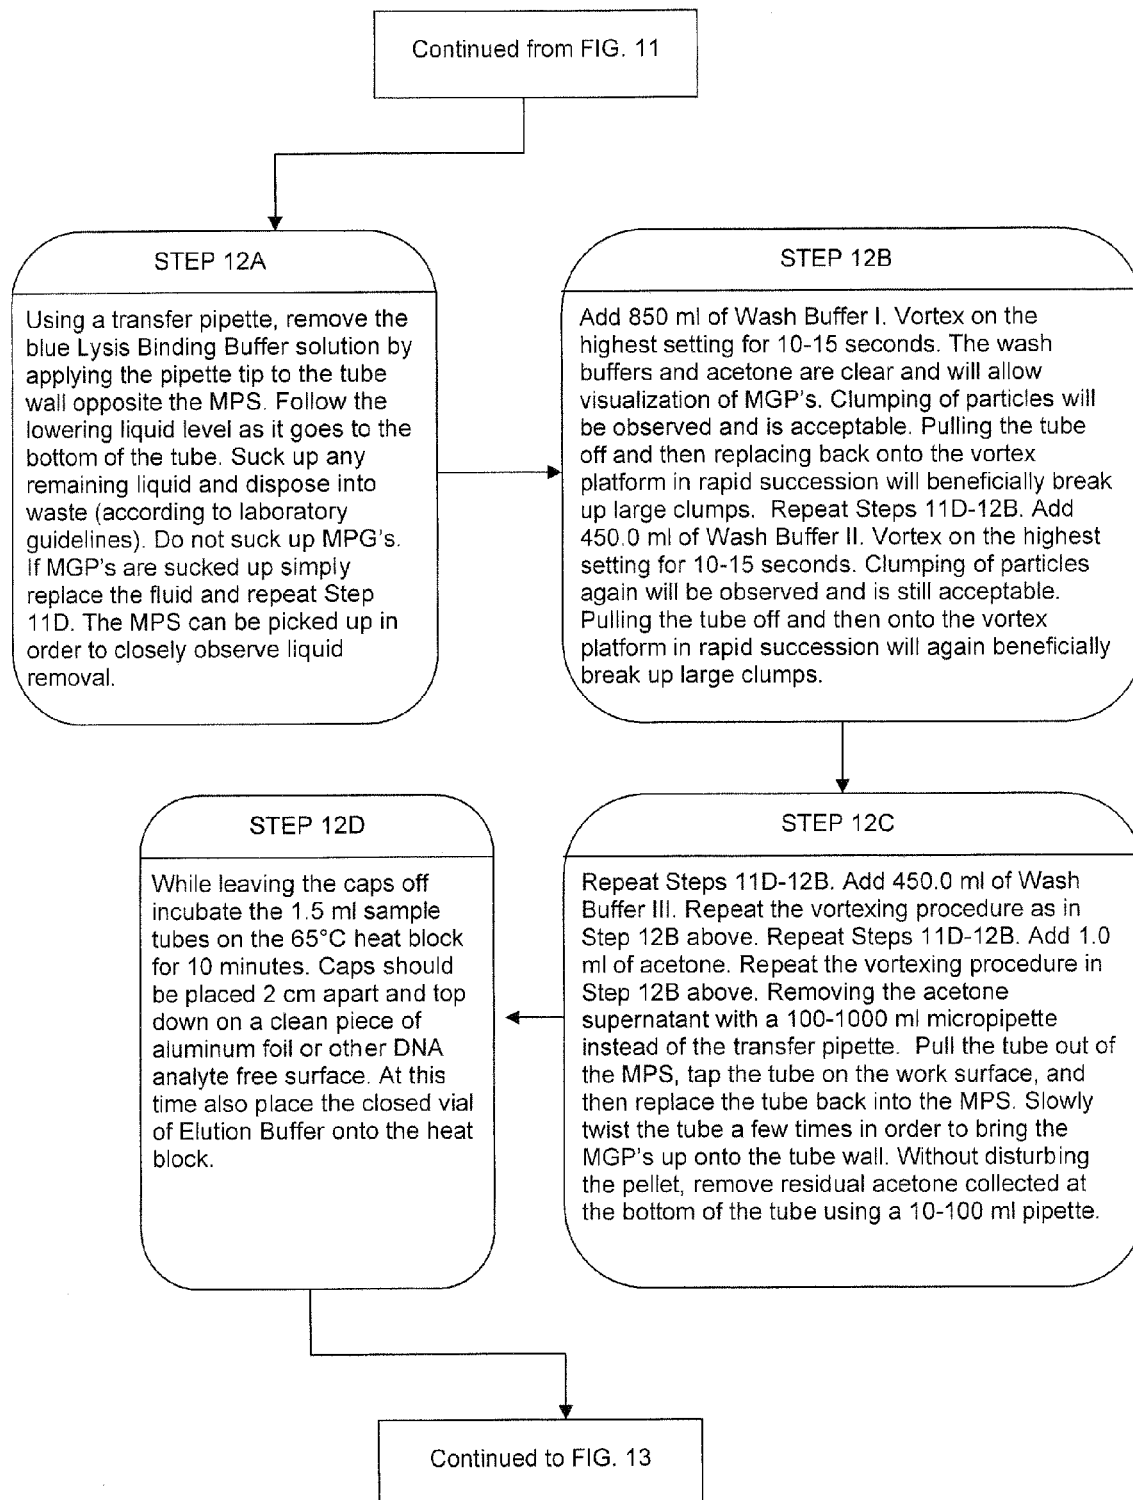 Continued from FIG. 11
STEP 12A
Using a transfer pipette, remove the
blue Lysis Binding Buffer solution by
applying the pipette tip to the tube
wall opposite the MPS. Follow the
lowering liquid level as it goes to the
bottom of the tube. Suck up any
remaining liquid and dispose into
waste (according to laboratory
guidelines). Do not suck up MPG's.
If MGP's are sucked up simply
replace the fluid and repeat Step
11D. The MPS can be picked up in
order to closely observe liquid
removal.
STEP 12B
Add 850 ml of Wash Buffer I. Vortex on the
highest setting for 10-15 seconds. The wash
buffers and acetone are clear and will allow
visualization of MGP's. Clumping of particles will
be observed and is acceptable. Pulling the tube
off and then replacing back onto the vortex
platform in rapid succession will beneficially break
up large clumps. Repeat Steps 11D-12B. Add
450.0 ml of Wash Buffer II. Vortex on the highest
setting for 10-15 seconds. Clumping of particles
again will be observed and is still acceptable.
Pulling the tube off and then onto the vortex
platform in rapid succession will again beneficially
break up large clumps.
STEP 12C
Repeat Steps 11D-12B. Add 450.0 ml of Wash
Buffer III. Repeat the vortexing procedure as in
Step 12B above. Repeat Steps 11D-12B. Add 1.0
ml of acetone. Repeat the vortexing procedure in
Step 12B above. Removing the acetone
supernatant with a 100-1000 ml micropipette
instead of the transfer pipette. Pull the tube out of
the MPS, tap the tube on the work surface, and
then replace the tube back into the MPS. Slowly
twist the tube a few times in order to bring the
MGP's up onto the tube wall. Without disturbing
the pellet, remove residual acetone collected at
the bottom of the tube using a 10-100 ml pipette.
STEP 12D
While leaving the caps off
incubate the 1.5 ml sample
tubes on the 65°C heat block
for 10 minutes. Caps should
be placed 2 cm apart and top
down on a clean piece of
aluminum foil or other DNA
analyte free surface. At this
time also place the closed vial
of Elution Buffer onto the heat
block.
Continued to FIG. 13